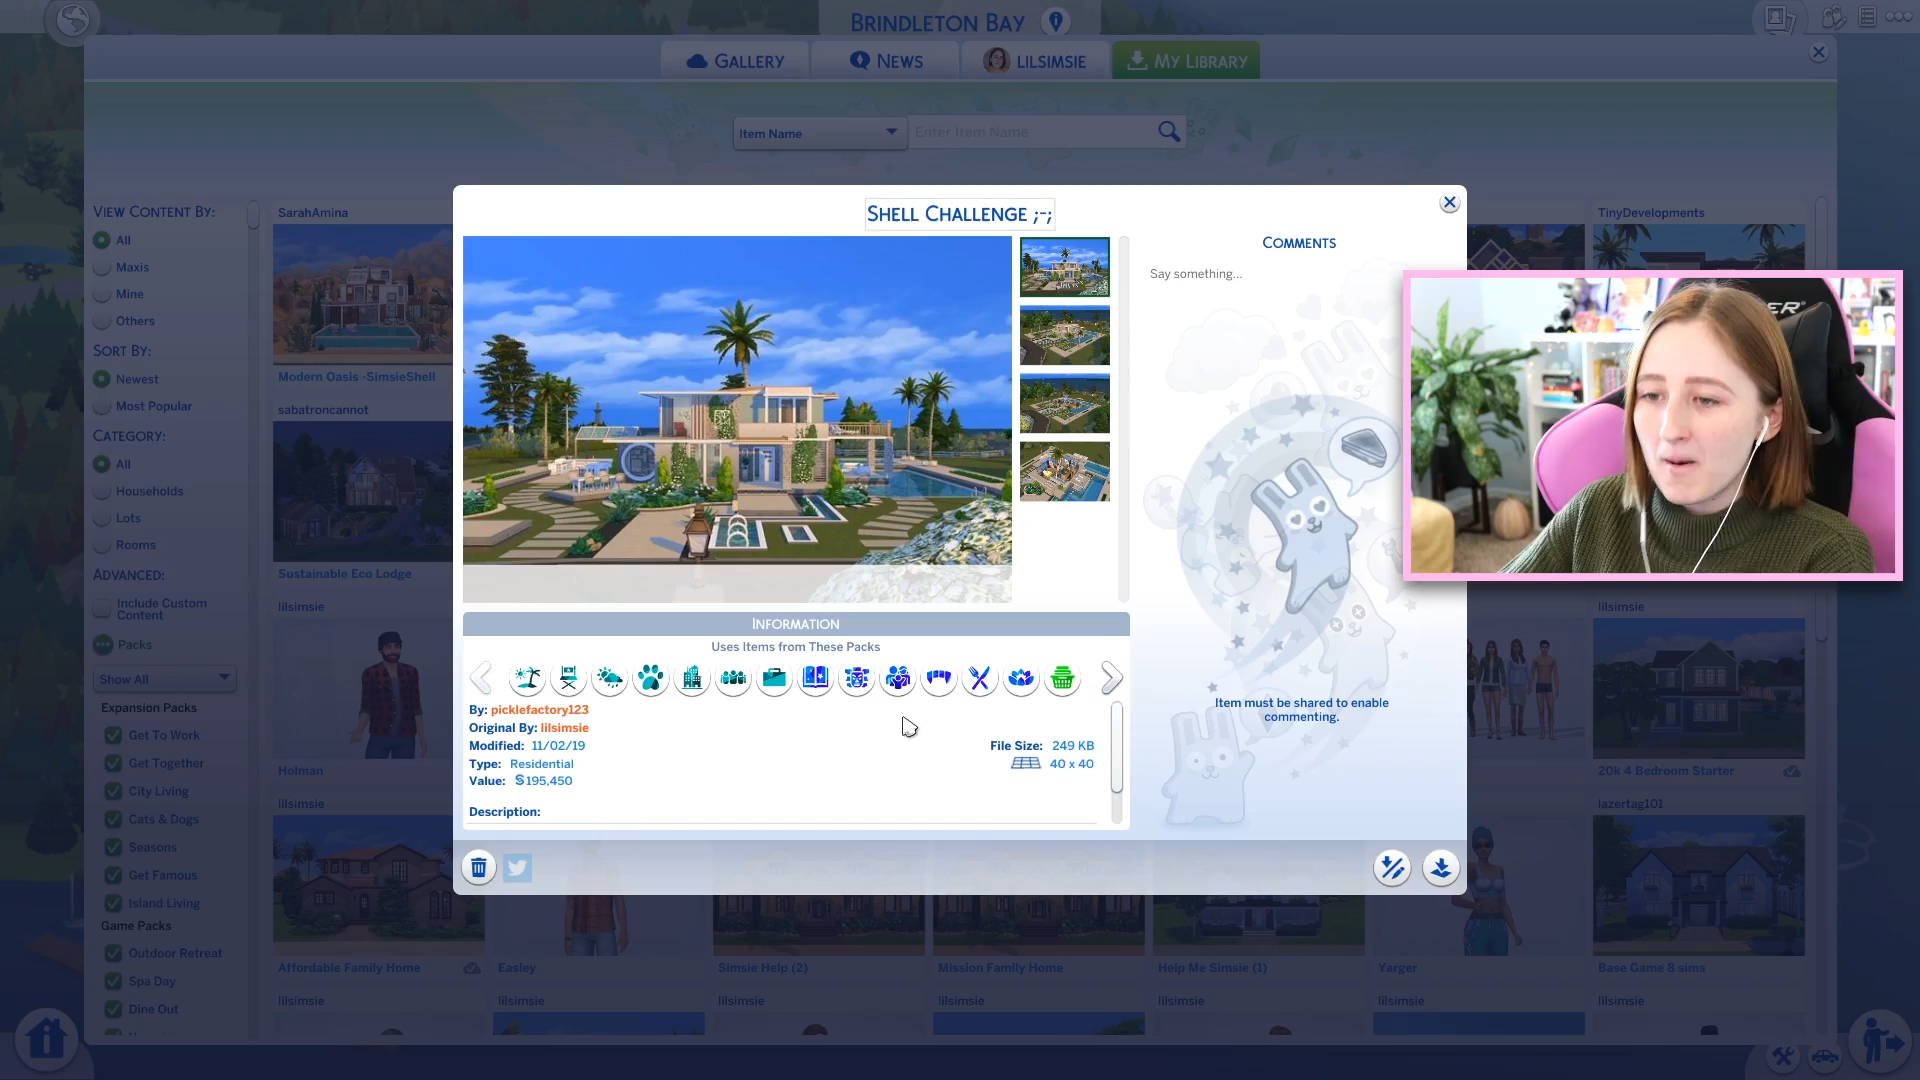 BRINDLETON BAY
GALLERY
NEWS
LILSIMSIE
MY LIBRARY
Item Name
Enter Item Name
VIEW CONTENT BY:
All
Maxis
Mine
Others
SORT BY:
Newest
Most Popular
CATEGORY:
All
Households
Lots
Rooms
ADVANCED:
Include Custom
Content
Packs
Show All
Expansion Packs
Get To Work
Get Together
City Living
Cats & Dogs
Seasons
Get Famous
Island Living
Game Packs
Outdoor Retreat
Spa Day
Dine Out
SarahAmina
Modern Oasis -SimsieShell
sabatroncannot
Sustainable Eco Lodge
lilsimsie
Holman
lilsimsie
Affordable Family Home
lilsimsie
SHELL CHALLENGE ;-;
INFORMATION
Uses Items from These Packs
By: picklefactory123
Original By: lilsimsie
Modified: 11/02/19
Type: Residential
Value: §195,450
File Size: 249 KB
40 x 40
Description:
COMMENTS
Say something...
Item must be shared to enable
commenting.
Easley
lilsimsie
Simsie Help (2)
lilsimsie
Mission Family Home
lilsimsie
Help Me Simsie (1)
lilsimsie
Yarger
lilsimsie
TinyDevelopments
lilsimsie
20k 4 Bedroom Starter
lazertag101
Base Game 8 sims
lilsimsie